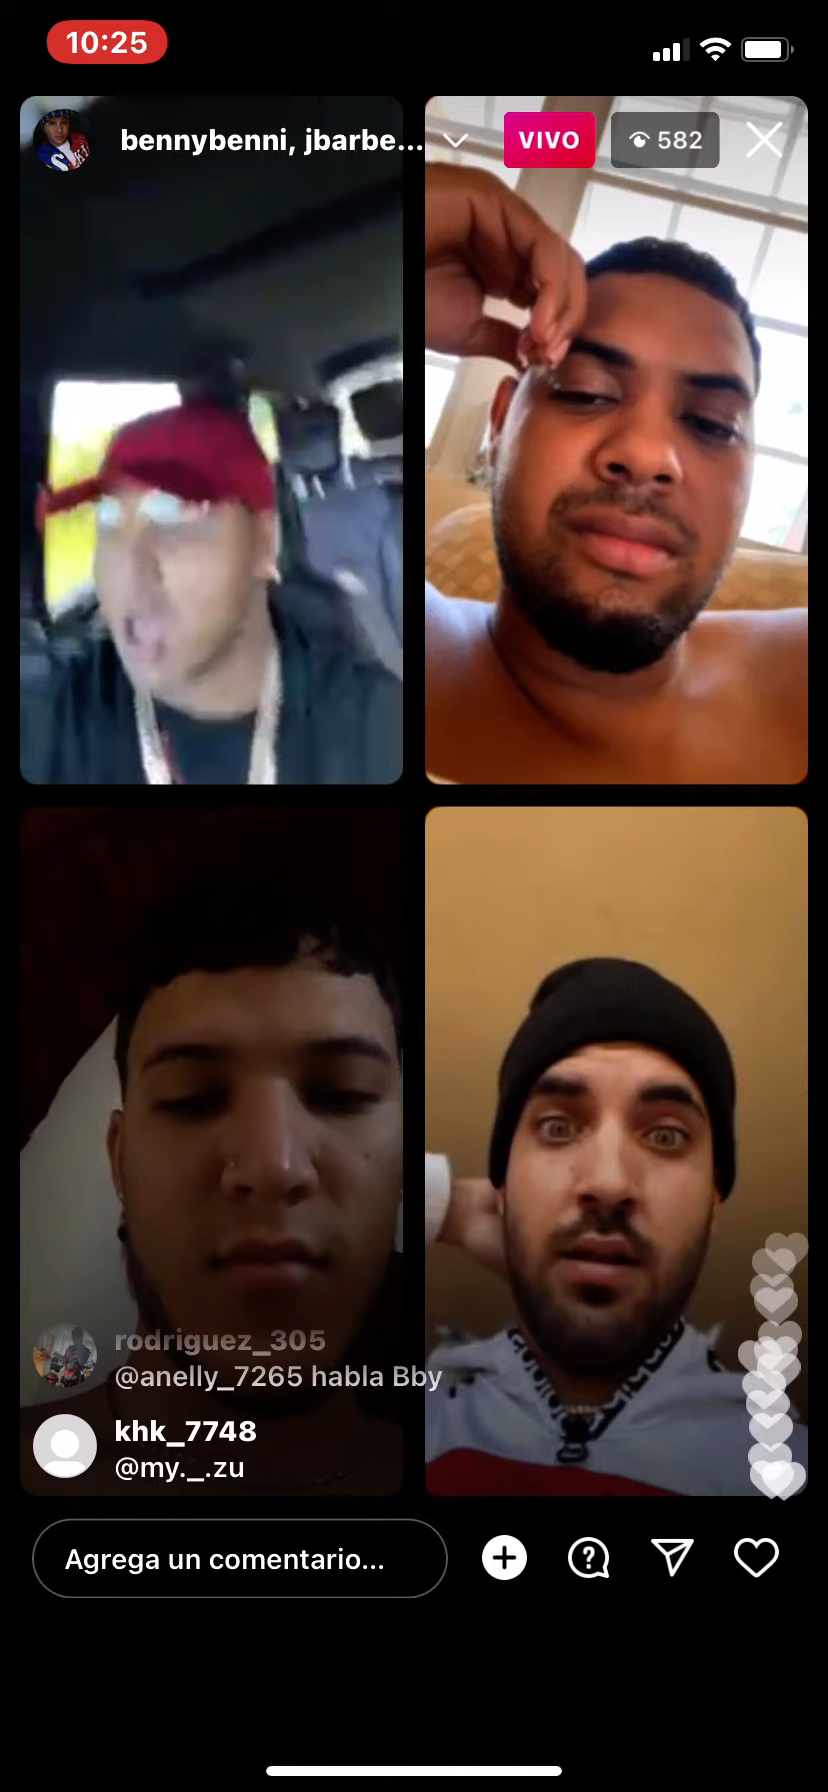 10:25
bennybenni, jbarbe...
VIVO
582
rodriguez_305
@anelly_7265 habla Bby
khk_7748
@my._.zu
Agrega un comentario...